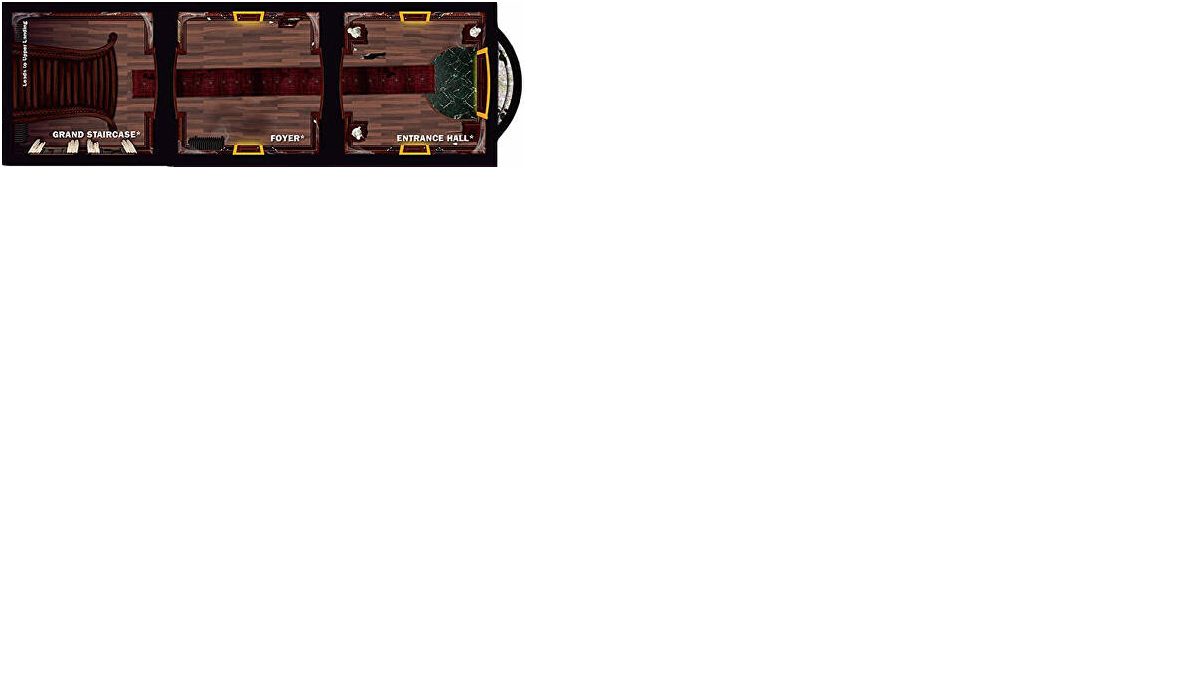 Leads to Upper Landing
GRAND STAIRCASE*
FOYER*
ENTRANCE HALL*